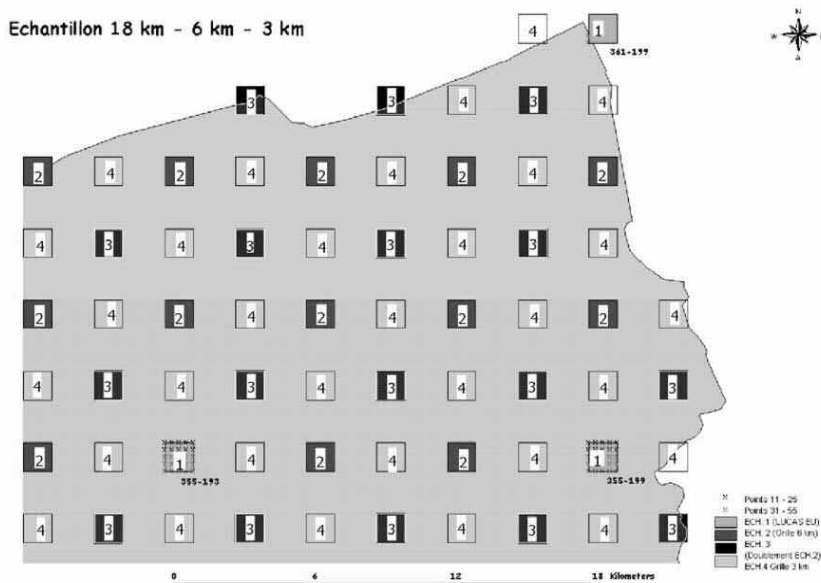 Echantillon 18 km - 6 km - 3 km
N
W
E
S
4 1
361-199
3 3 4 3 4
2 4 2 4 2 4 2 4 2
4 3 4 3 4 3 4 3 4
2 4 2 4 2 4 2 4 2 4
4 3 4 3 4 3 4 3 4 3
2 4 1 4 2 4 2 4 1 4
355-193 355-199
4 3 4 3 4 3 4 3 4 3
Points 11 - 25
Points 31 - 55
ECH. 1 (LUCAS EU)
ECH. 2 (Grille 6 km)
ECH. 3
(Doublement ECH.2)
ECH.4 Grille 3 km
0 6 12 18 Kilometers